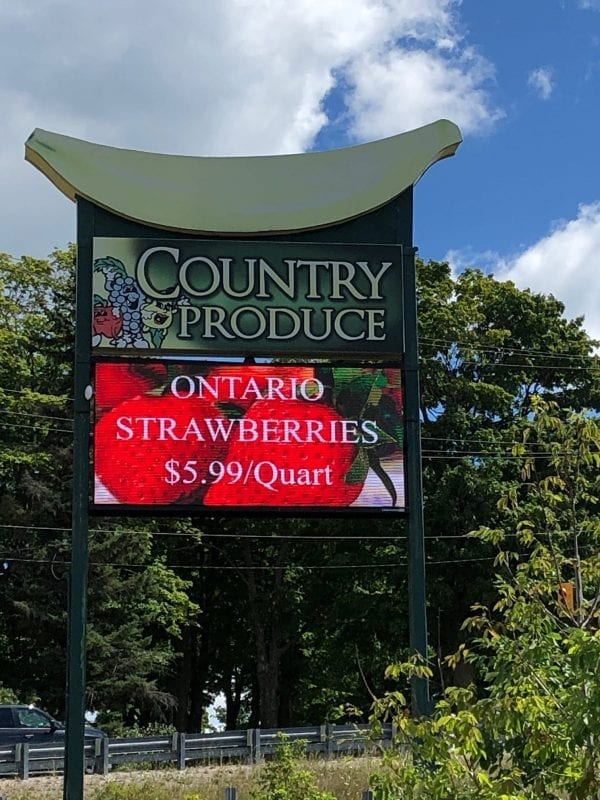 COUNTRY
PRODUCE
ONTARIO
STRAWBERRIES
$5.99/Quart